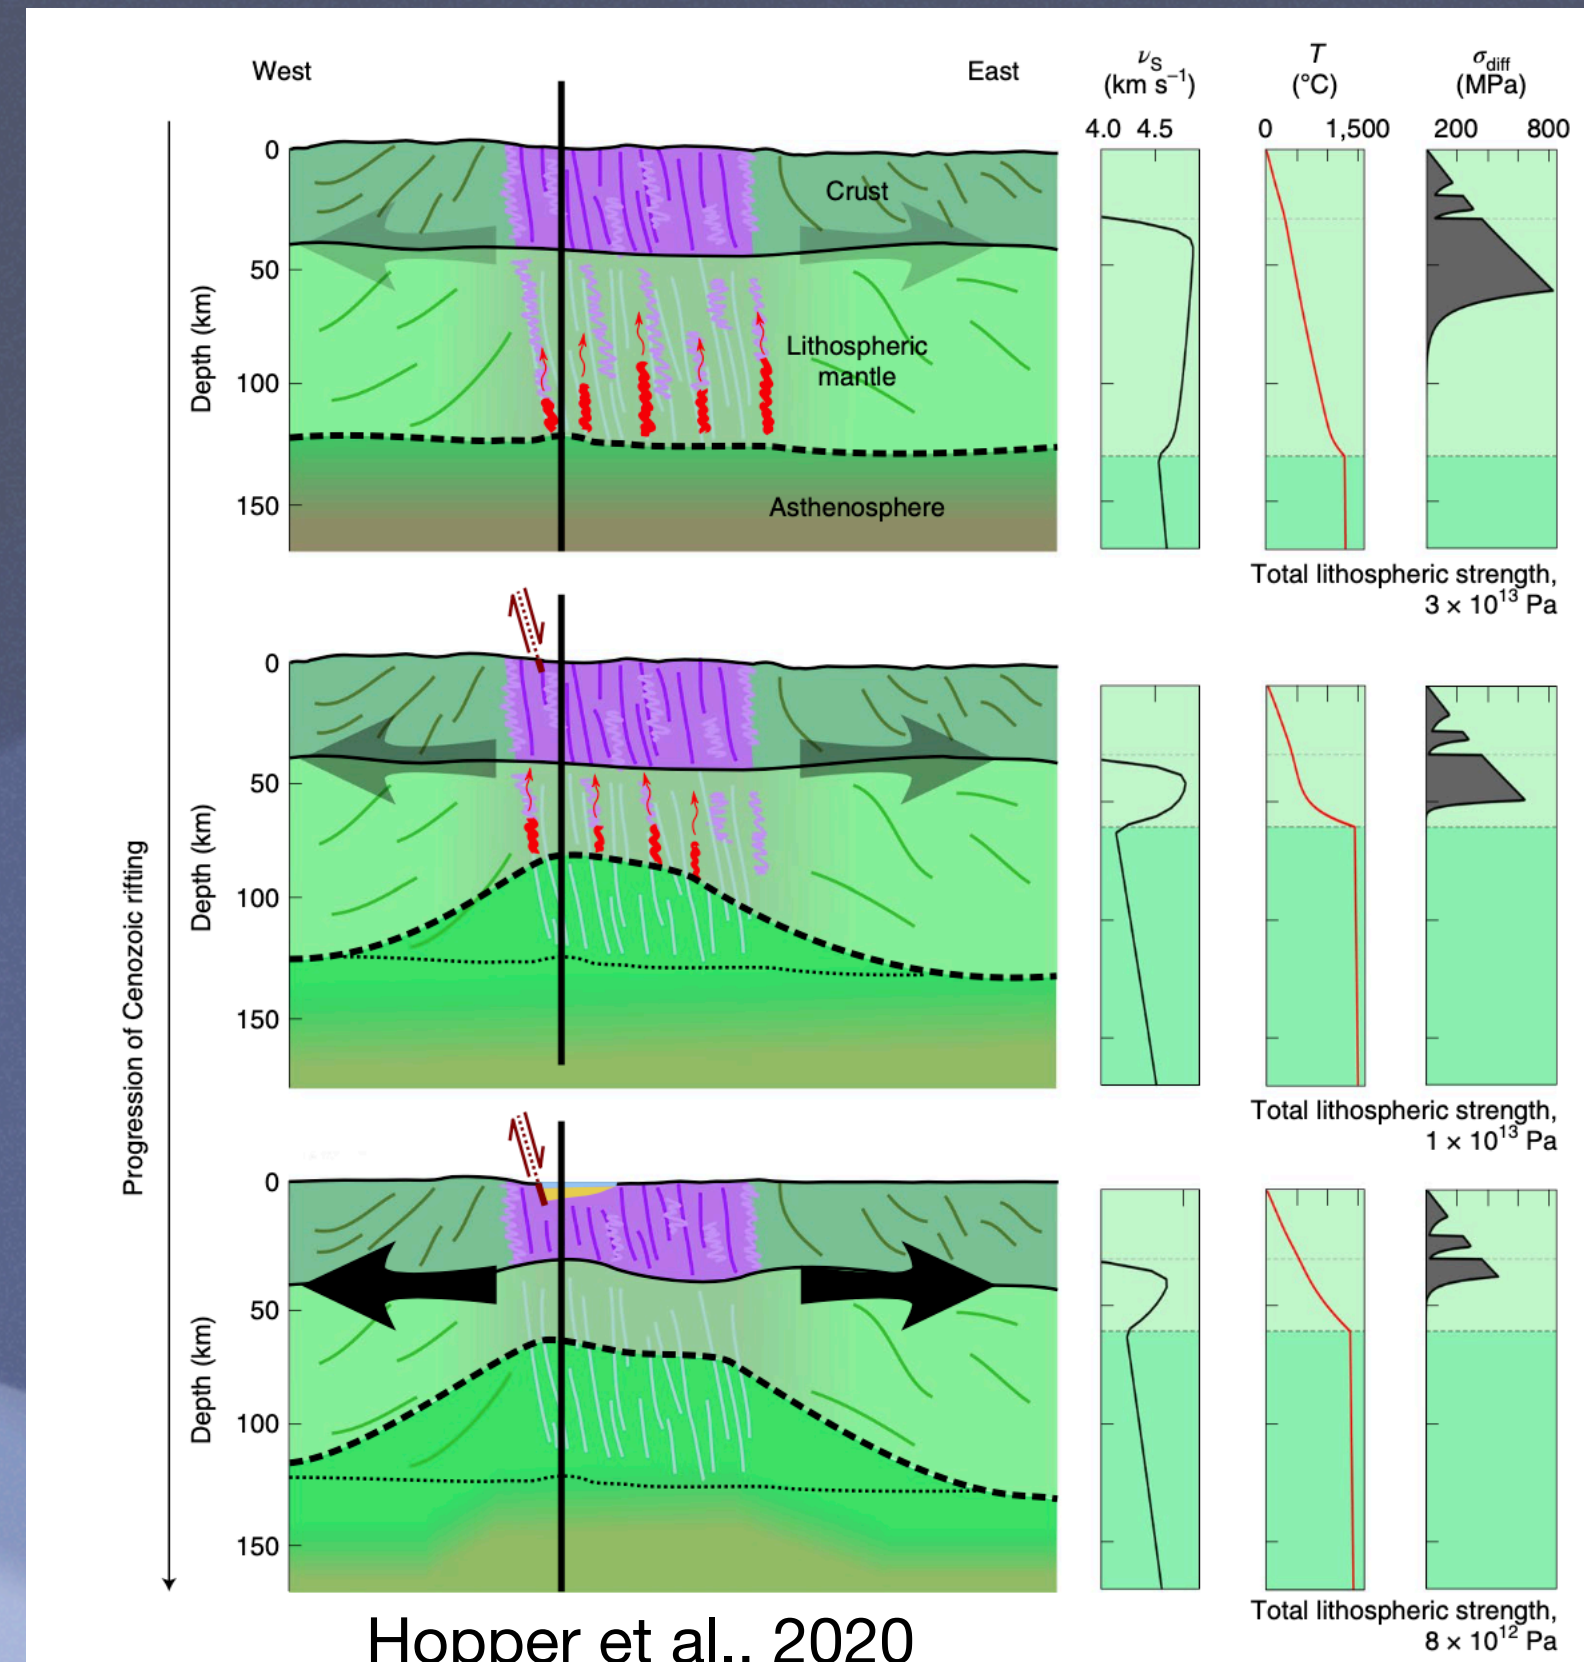 West
East
νS
(km s⁻¹)
T
(°C)
σdiff
(MPa)
4.0 4.5
0 1,500
200 800
0
50
100
150
Depth (km)
Crust
Lithospheric
mantle
Asthenosphere
Total lithospheric strength,
3 × 10¹³ Pa
Progression of Cenozoic rifting
0
50
100
150
Depth (km)
Total lithospheric strength,
1 × 10¹³ Pa
0
50
100
150
Depth (km)
Total lithospheric strength,
8 × 10¹² Pa
Hopper et al., 2020